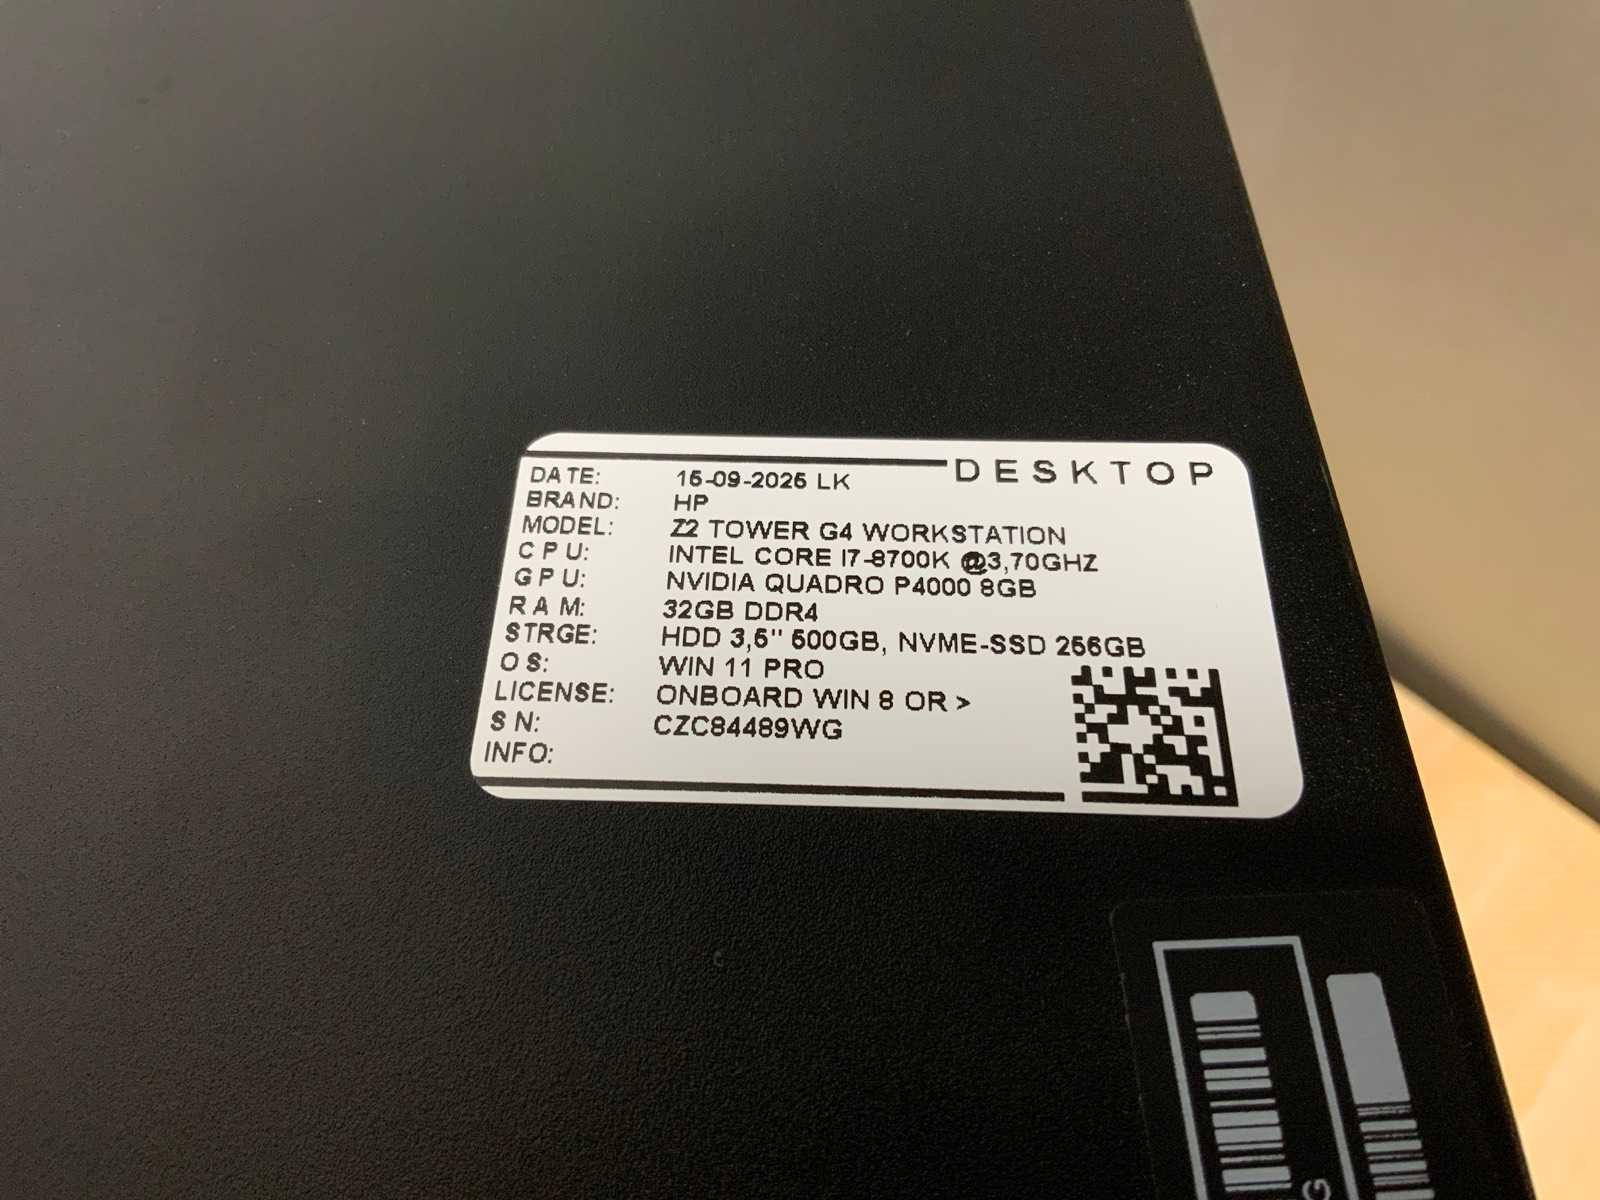 DESKTOP
DATE: 15-09-2025 LK
BRAND: HP
MODEL: Z2 TOWER G4 WORKSTATION
CPU: INTEL CORE I7-8700K @3,70GHZ
GPU: NVIDIA QUADRO P4000 8GB
RAM: 32GB DDR4
STRGE: HDD 3,5" 500GB, NVME-SSD 256GB
OS: WIN 11 PRO
LICENSE: ONBOARD WIN 8 OR >
SN: CZC84489WG
INFO:
G